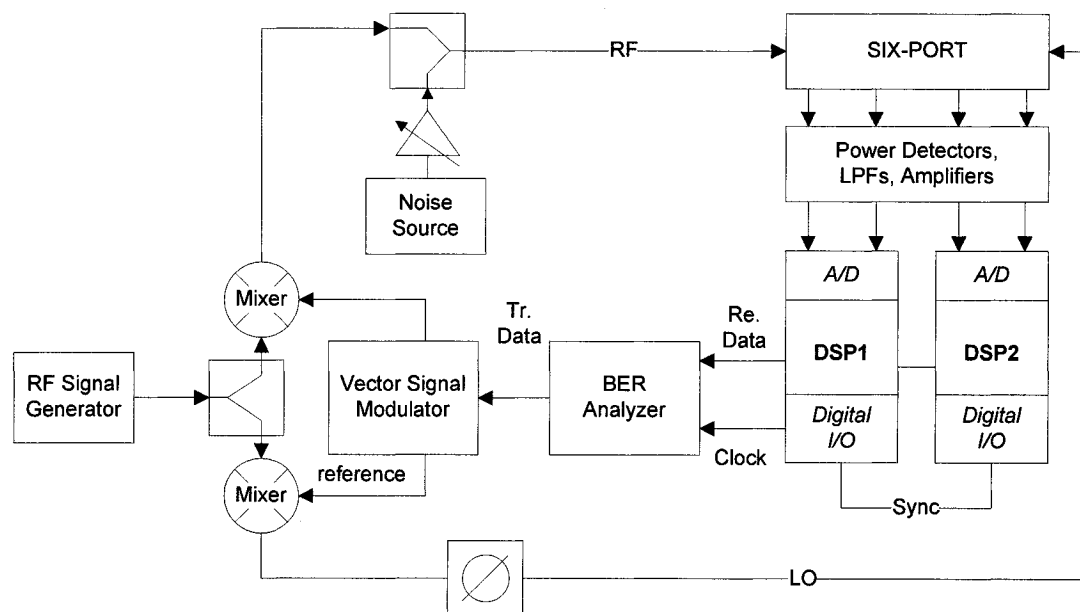 RF
SIX-PORT
Power Detectors,
LPFs, Amplifiers
Noise
Source
A/D
A/D
Mixer
Tr.
Data
Re.
Data
DSP1
DSP2
RF Signal
Generator
Vector Signal
Modulator
BER
Analyzer
Digital
I/O
Digital
I/O
Clock
reference
Mixer
Sync
LO